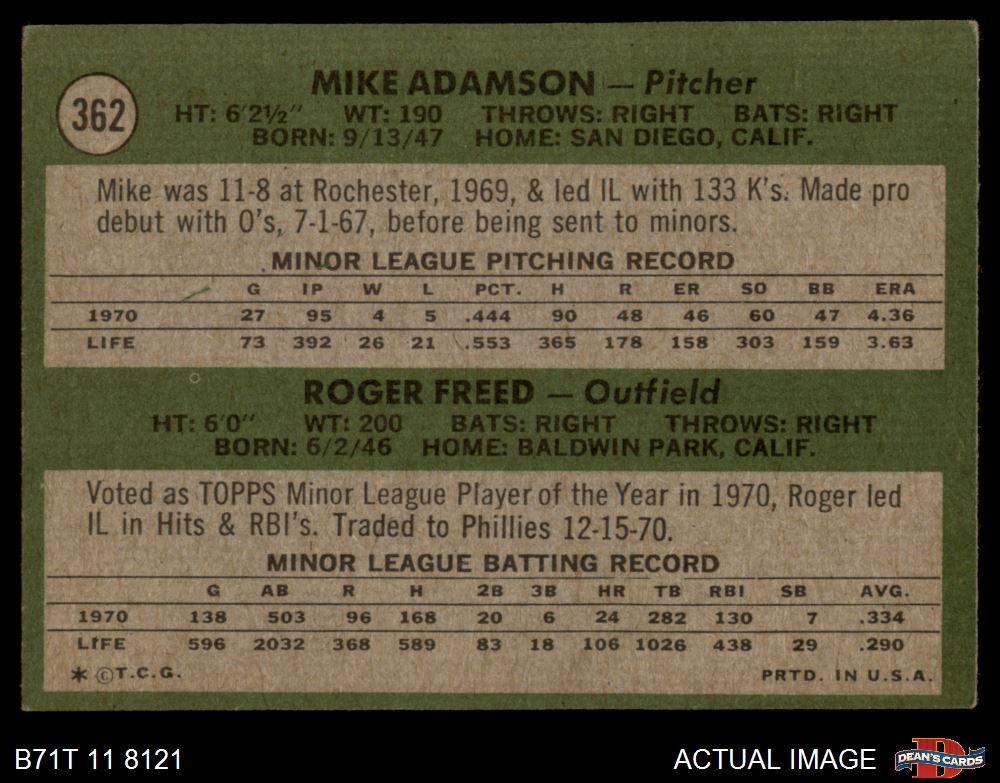 362
MIKE ADAMSON — Pitcher
HT: 6'2½" WT: 190 THROWS: RIGHT BATS: RIGHT
BORN: 9/13/47 HOME: SAN DIEGO, CALIF.
Mike was 11-8 at Rochester, 1969, & led IL with 133 K's. Made pro
debut with O's, 7-1-67, before being sent to minors.
MINOR LEAGUE PITCHING RECORD
G IP W L PCT. H R ER SO BB ERA
1970 27 95 4 5 .444 90 48 46 60 47 4.36
LIFE 73 392 26 21 .553 365 178 158 303 159 3.63
ROGER FREED — Outfield
HT: 6'0" WT: 200 BATS: RIGHT THROWS: RIGHT
BORN: 6/2/46 HOME: BALDWIN PARK, CALIF.
Voted as TOPPS Minor League Player of the Year in 1970, Roger led
IL in Hits & RBI's. Traded to Phillies 12-15-70.
MINOR LEAGUE BATTING RECORD
G AB R H 2B 3B HR TB RBI SB AVG.
1970 138 503 96 168 20 6 24 282 130 7 .334
LIFE 596 2032 368 589 83 18 106 1026 438 29 .290
* ©T.C.G. PRTD. IN U.S.A.
B71T 11 8121 ACTUAL IMAGE D DEAN'S CARDS